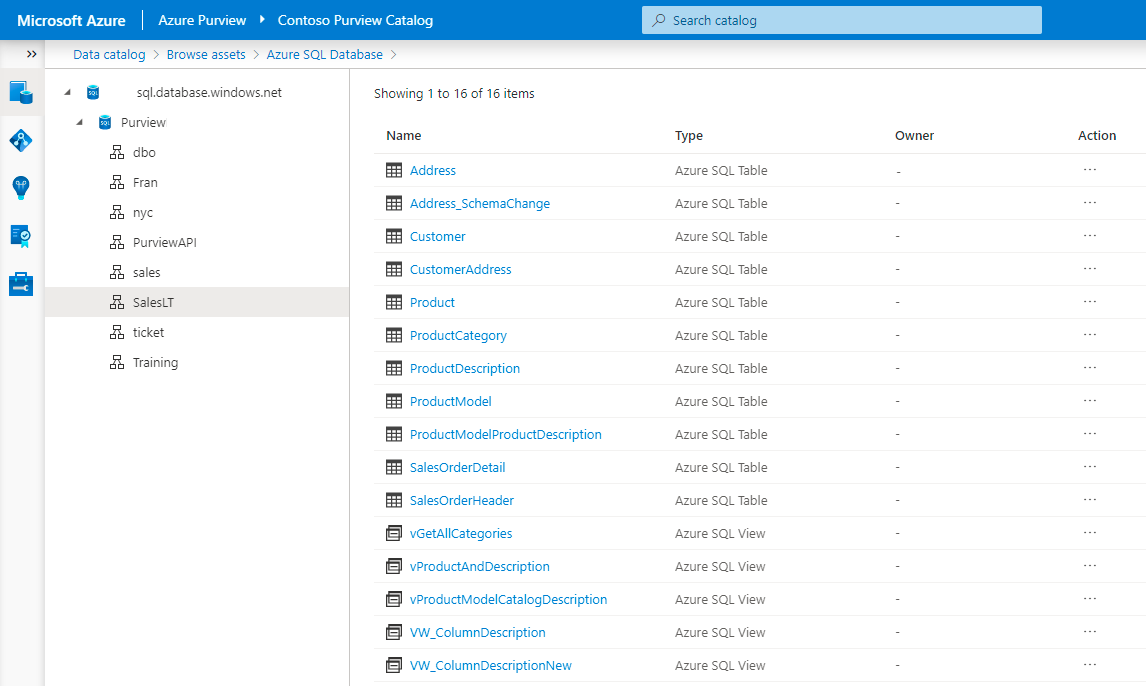 Microsoft Azure Azure Purview Contoso Purview Catalog Search catalog
Data catalog > Browse assets > Azure SQL Database >
sql.database.windows.net
Purview
dbo
Fran
nyc
PurviewAPI
sales
SalesLT
ticket
Training
Showing 1 to 16 of 16 items
Name Type Owner Action
Address Azure SQL Table - ...
Address_SchemaChange Azure SQL Table - ...
Customer Azure SQL Table - ...
CustomerAddress Azure SQL Table - ...
Product Azure SQL Table - ...
ProductCategory Azure SQL Table - ...
ProductDescription Azure SQL Table - ...
ProductModel Azure SQL Table - ...
ProductModelProductDescription Azure SQL Table - ...
SalesOrderDetail Azure SQL Table - ...
SalesOrderHeader Azure SQL Table - ...
vGetAllCategories Azure SQL View - ...
vProductAndDescription Azure SQL View - ...
vProductModelCatalogDescription Azure SQL View - ...
VW_ColumnDescription Azure SQL View - ...
VW_ColumnDescriptionNew Azure SQL View - ...